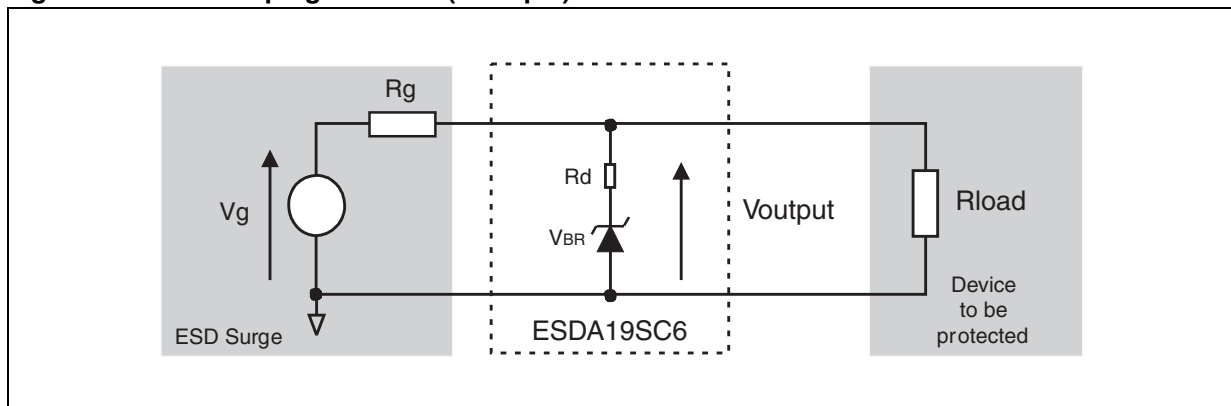 Rg
Vg
Rd
VBR
Voutput
Rload
ESD Surge
ESDA19SC6
Device
to be
protected